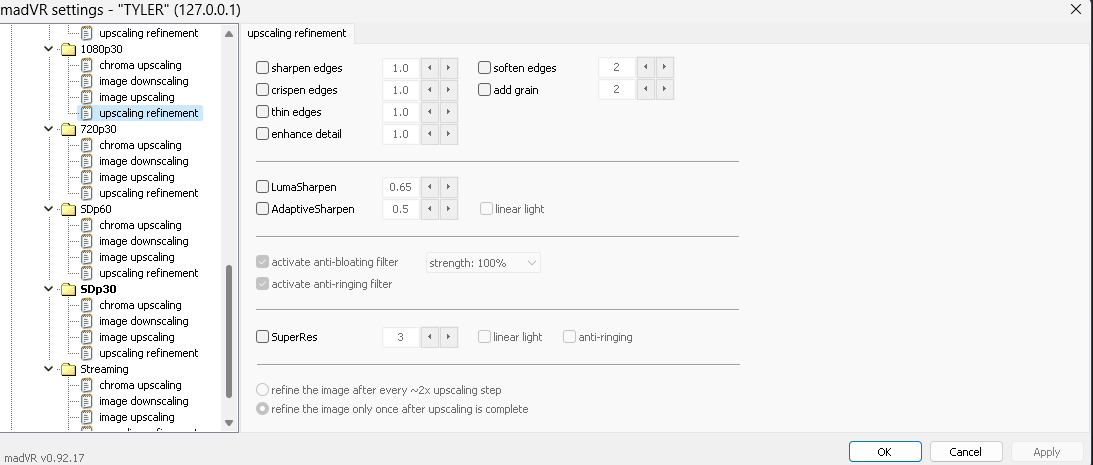 madVR settings - "TYLER" (127.0.0.1)
upscaling refinement
1080p30
chroma upscaling
image downscaling
image upscaling
upscaling refinement
720p30
chroma upscaling
image downscaling
image upscaling
upscaling refinement
SDp60
chroma upscaling
image downscaling
image upscaling
upscaling refinement
SDp30
chroma upscaling
image downscaling
image upscaling
upscaling refinement
Streaming
chroma upscaling
image downscaling
image upscaling
upscaling refinement
sharpen edges 1.0 soften edges 2
crispen edges 1.0 add grain 2
thin edges 1.0
enhance detail 1.0
LumaSharpen 0.65
AdaptiveSharpen 0.5 linear light
activate anti-bloating filter strength: 100%
activate anti-ringing filter
SuperRes 3 linear light anti-ringing
refine the image after every ~2x upscaling step
refine the image only once after upscaling is complete
madVR v0.92.17
OK Cancel Apply